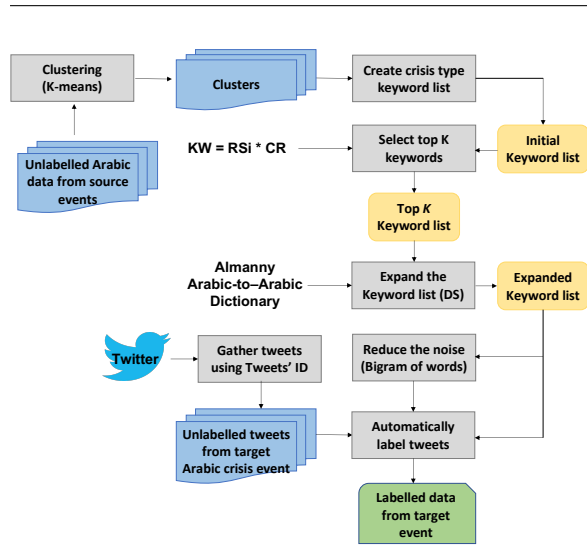 Clustering
(K-means)
Clusters
Create crisis type
keyword list
Unlabelled Arabic
data from source
events
KW = RSi * CR
Select top K
keywords
Initial
Keyword list
Top K
Keyword list
Almanny
Arabic-to–Arabic
Dictionary
Expand the
Keyword list (DS)
Expanded
Keyword list
Twitter
Gather tweets
using Tweets’ ID
Reduce the noise
(Bigram of words)
Unlabelled tweets
from target
Arabic crisis event
Automatically
label tweets
Labelled data
from target
event